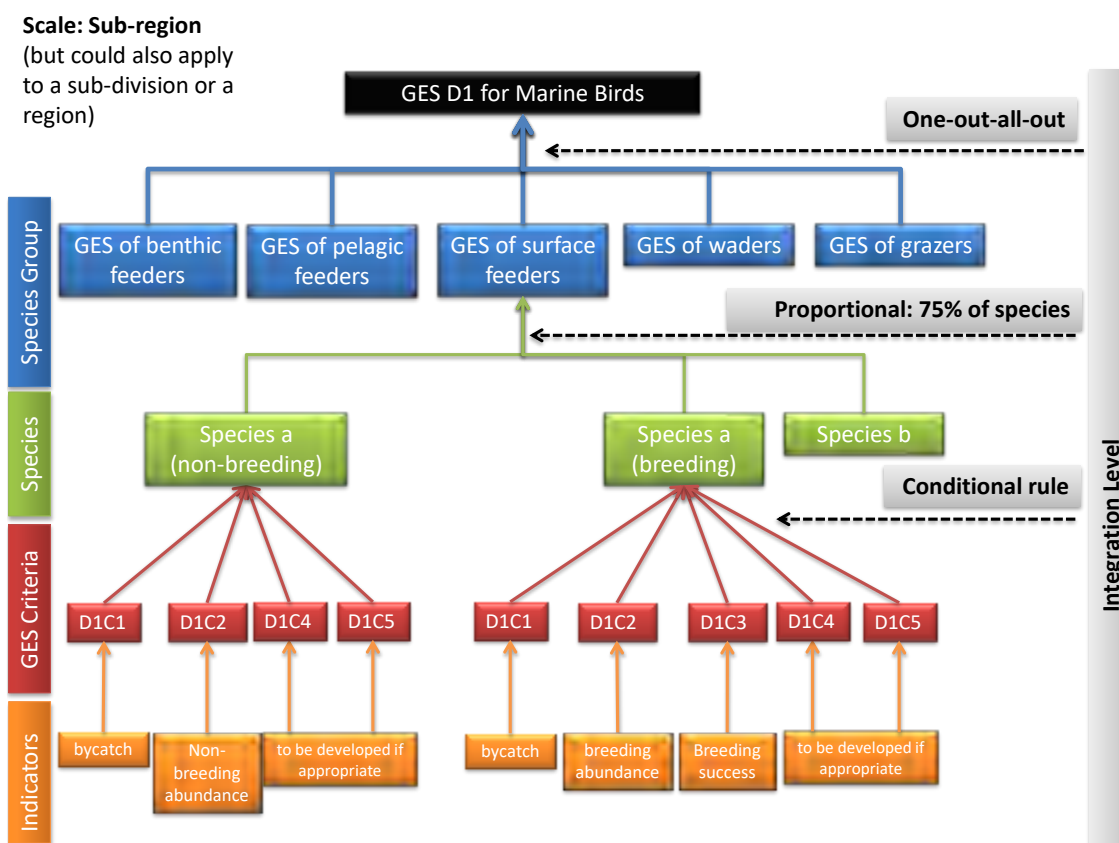 Scale: Sub-region
(but could also apply
to a sub-division or a
region)
GES D1 for Marine Birds
One-out-all-out
Species Group
GES of benthic
feeders
GES of pelagic
feeders
GES of surface
feeders
GES of waders
GES of grazers
Proportional: 75% of species
Species
Species a
(non-breeding)
Species a
(breeding)
Species b
Conditional rule
Integration Level
GES Criteria
D1C1
D1C2
D1C4
D1C5
D1C1
D1C2
D1C3
D1C4
D1C5
Indicators
bycatch
Non-
breeding
abundance
to be developed if
appropriate
bycatch
breeding
abundance
Breeding
success
to be developed if
appropriate